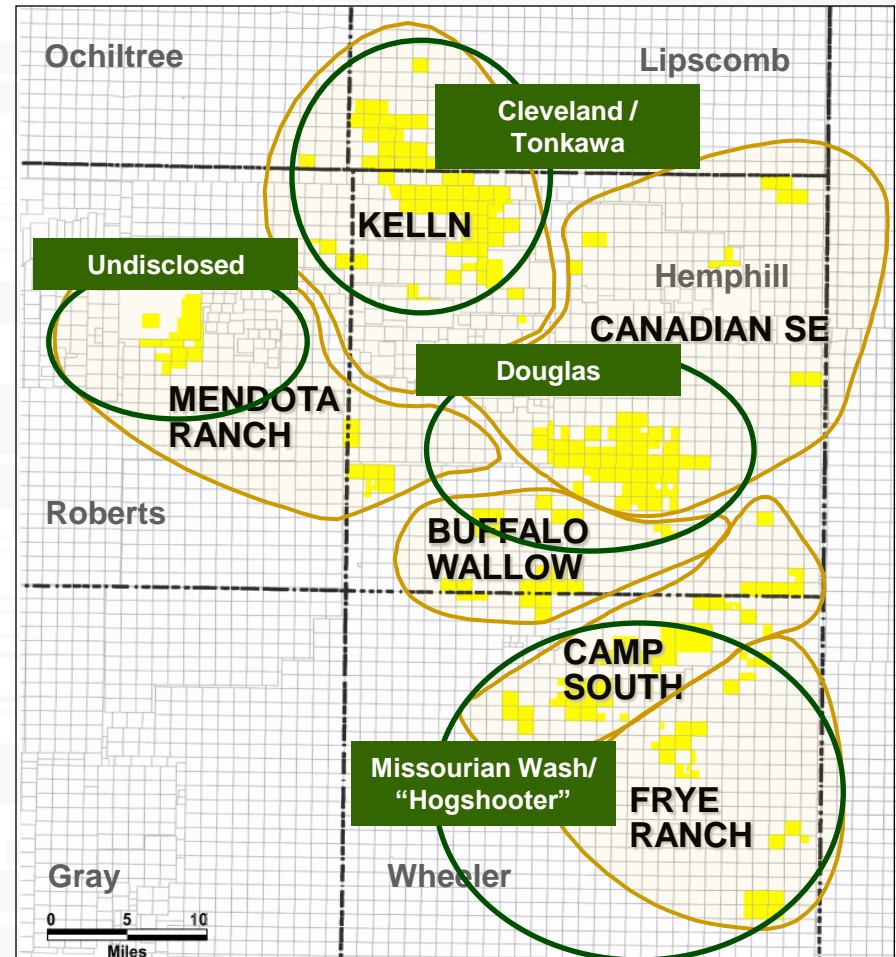 Ochiltree
Lipscomb
Cleveland /
Tonkawa
KELLN
Undisclosed
Hemphill
CANADIAN SE
Douglas
MENDOTA
RANCH
Roberts
BUFFALO
WALLOW
CAMP
SOUTH
Missourian Wash/
“Hogshooter”
FRYE
RANCH
Gray
Wheeler
0 5 10
Miles